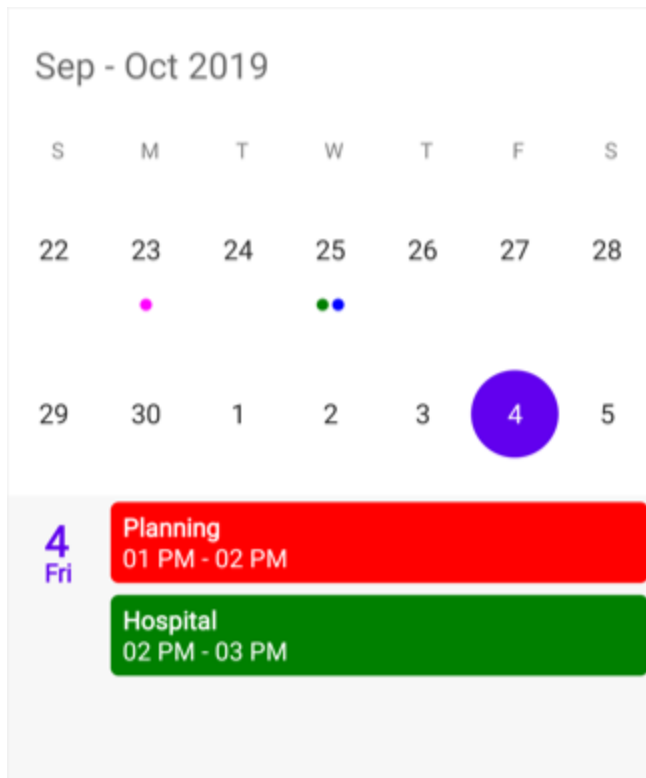 Sep - Oct 2019
S M T W T F S
22 23 24 25 26 27 28
29 30 1 2 3 4 5
4
Fri
Planning
01 PM - 02 PM
Hospital
02 PM - 03 PM